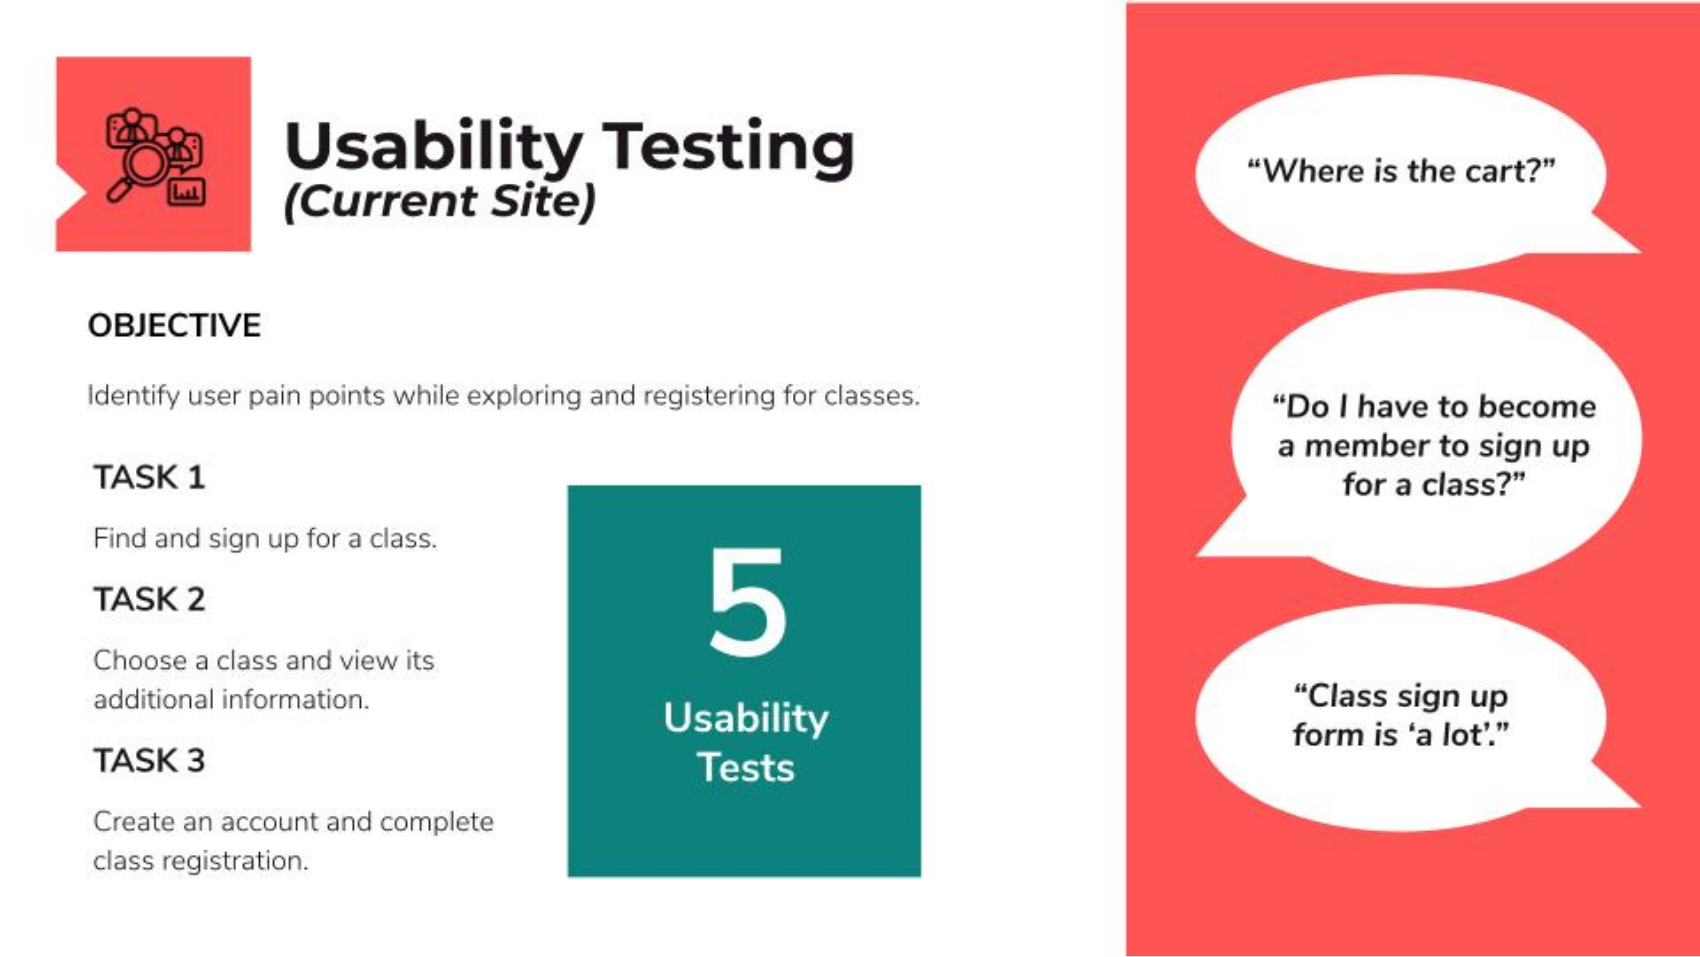 Usability Testing
(Current Site)
OBJECTIVE
Identify user pain points while exploring and registering for classes.
TASK 1
Find and sign up for a class.
TASK 2
Choose a class and view its
additional information.
TASK 3
Create an account and complete
class registration.
5
Usability
Tests
“Where is the cart?”
“Do I have to become
a member to sign up
for a class?”
“Class sign up
form is ‘a lot’.”